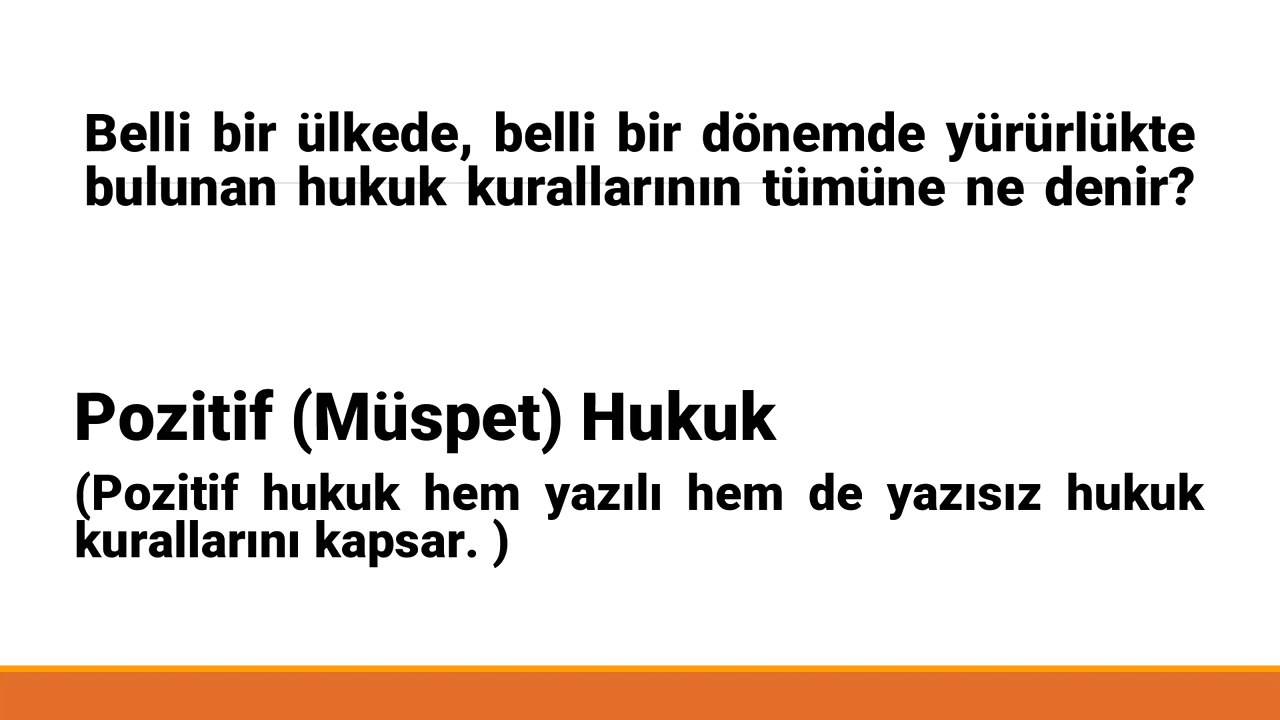 Belli bir ülkede, belli bir dönemde yürürlükte
bulunan hukuk kurallarının tümüne ne denir?
Pozitif (Müspet) Hukuk
(Pozitif hukuk hem yazılı hem de yazısız hukuk
kurallarını kapsar. )